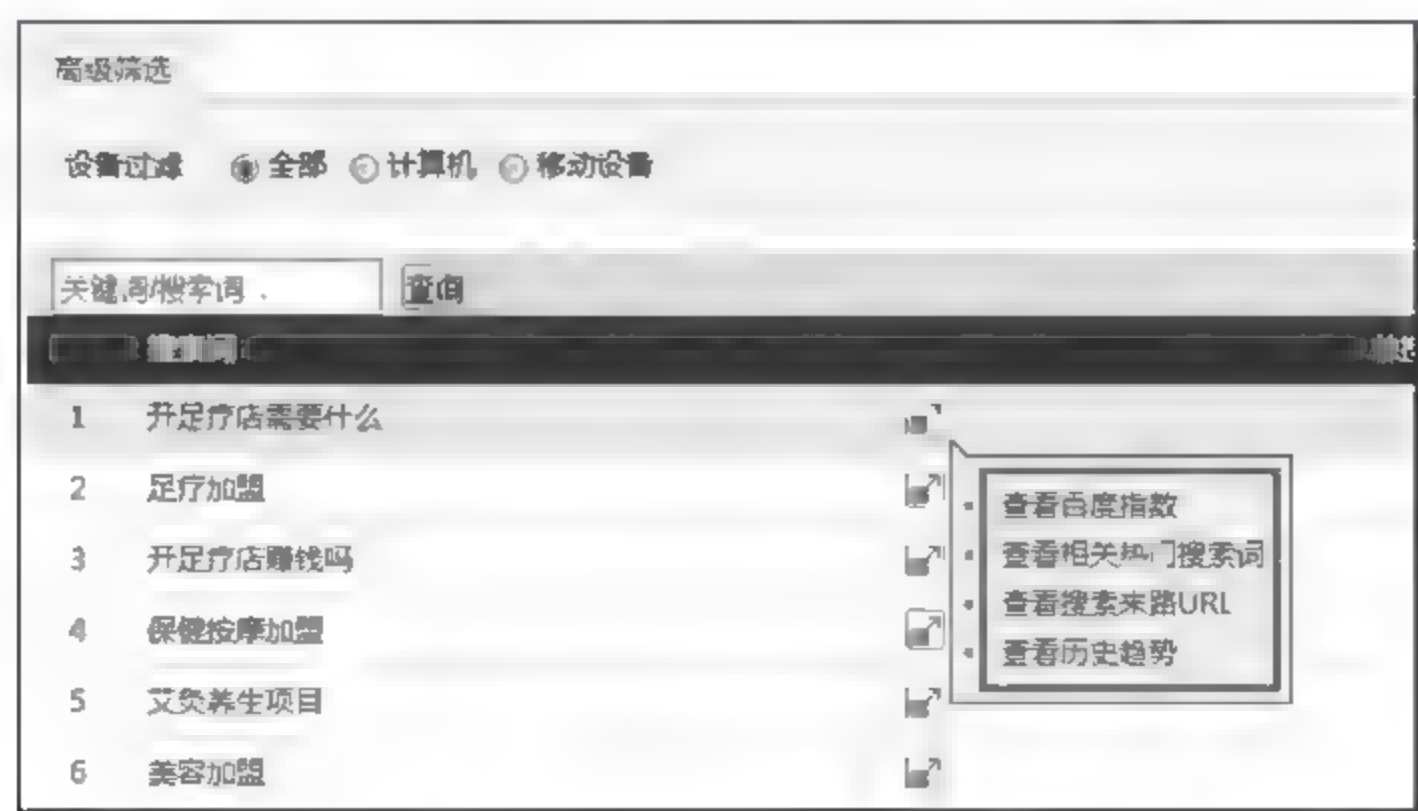 高级筛选
设备过滤 全部 计算机 移动设备
关键词/搜索词 查询
搜索词
1 开足疗店需要什么
2 足疗加盟
3 开足疗店赚钱吗
4 保健按摩加盟
5 艾灸养生项目
6 美容加盟
查看百度指数
查看相关热门搜索词
查看搜索来路URL
查看历史趋势